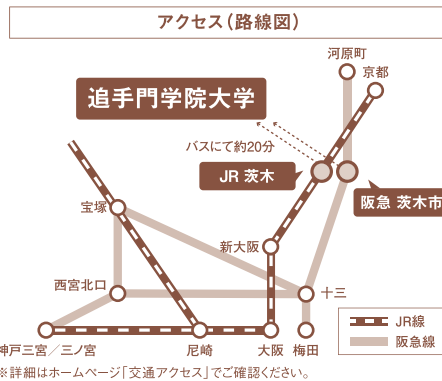 アクセス(路線図)
河原町
京都
追手門学院大学
バスにて約20分
JR 茨木
阪急 茨木市
宝塚
新大阪
西宮北口
十三
JR線
阪急線
神戸三宮／三ノ宮
尼崎
大阪
梅田
※詳細はホームページ「交通アクセス」でご確認ください。